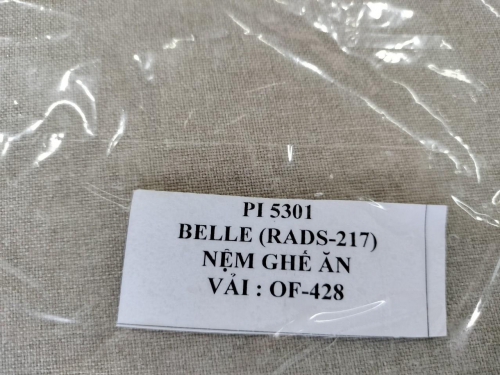 PI 5301
BELLE (RADS-217)
NỆM GHẾ ĂN
VẢI : OF-428